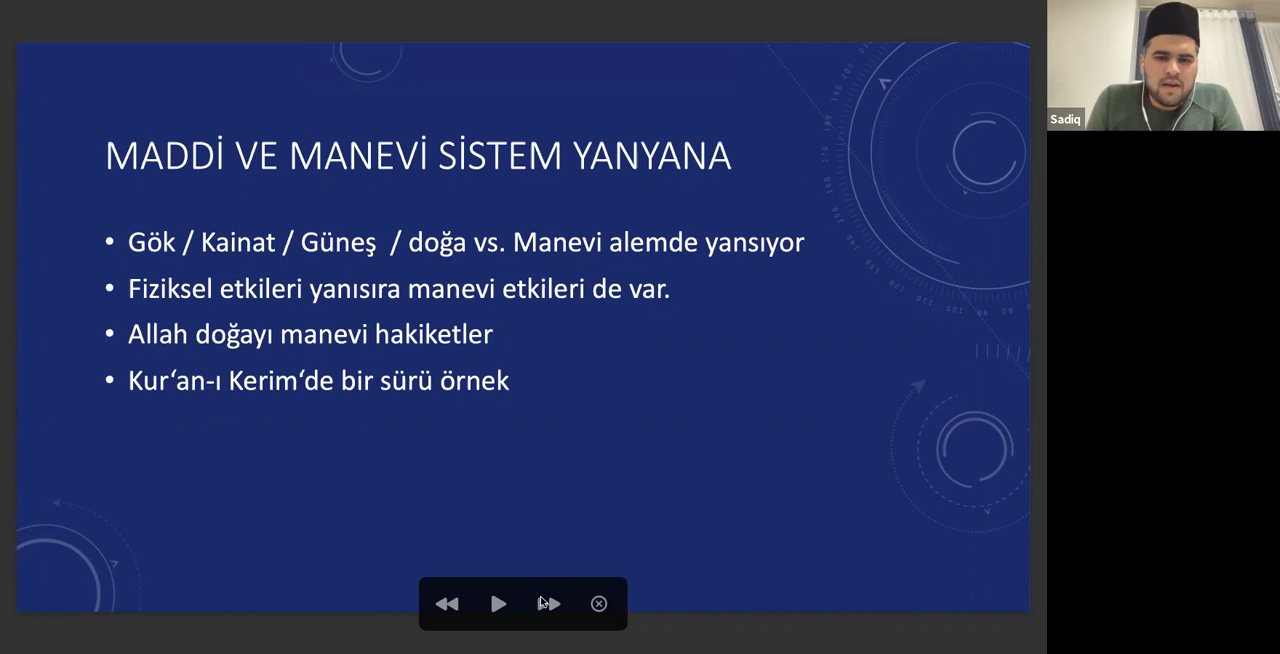 MADDİ VE MANEVİ SİSTEM YANYANA
• Gök / Kainat / Güneş / doğa vs. Manevi alemde yansıyor
• Fiziksel etkileri yanısıra manevi etkileri de var.
• Allah doğayı manevi hakiketler
• Kur‘an-ı Kerim‘de bir sürü örnek
Sadiq